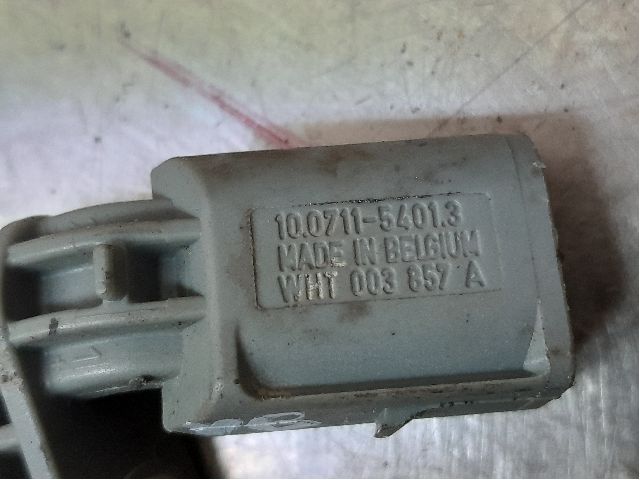 10.0711-5401.3
MADE IN BELGIUM
WHT 003 857 A